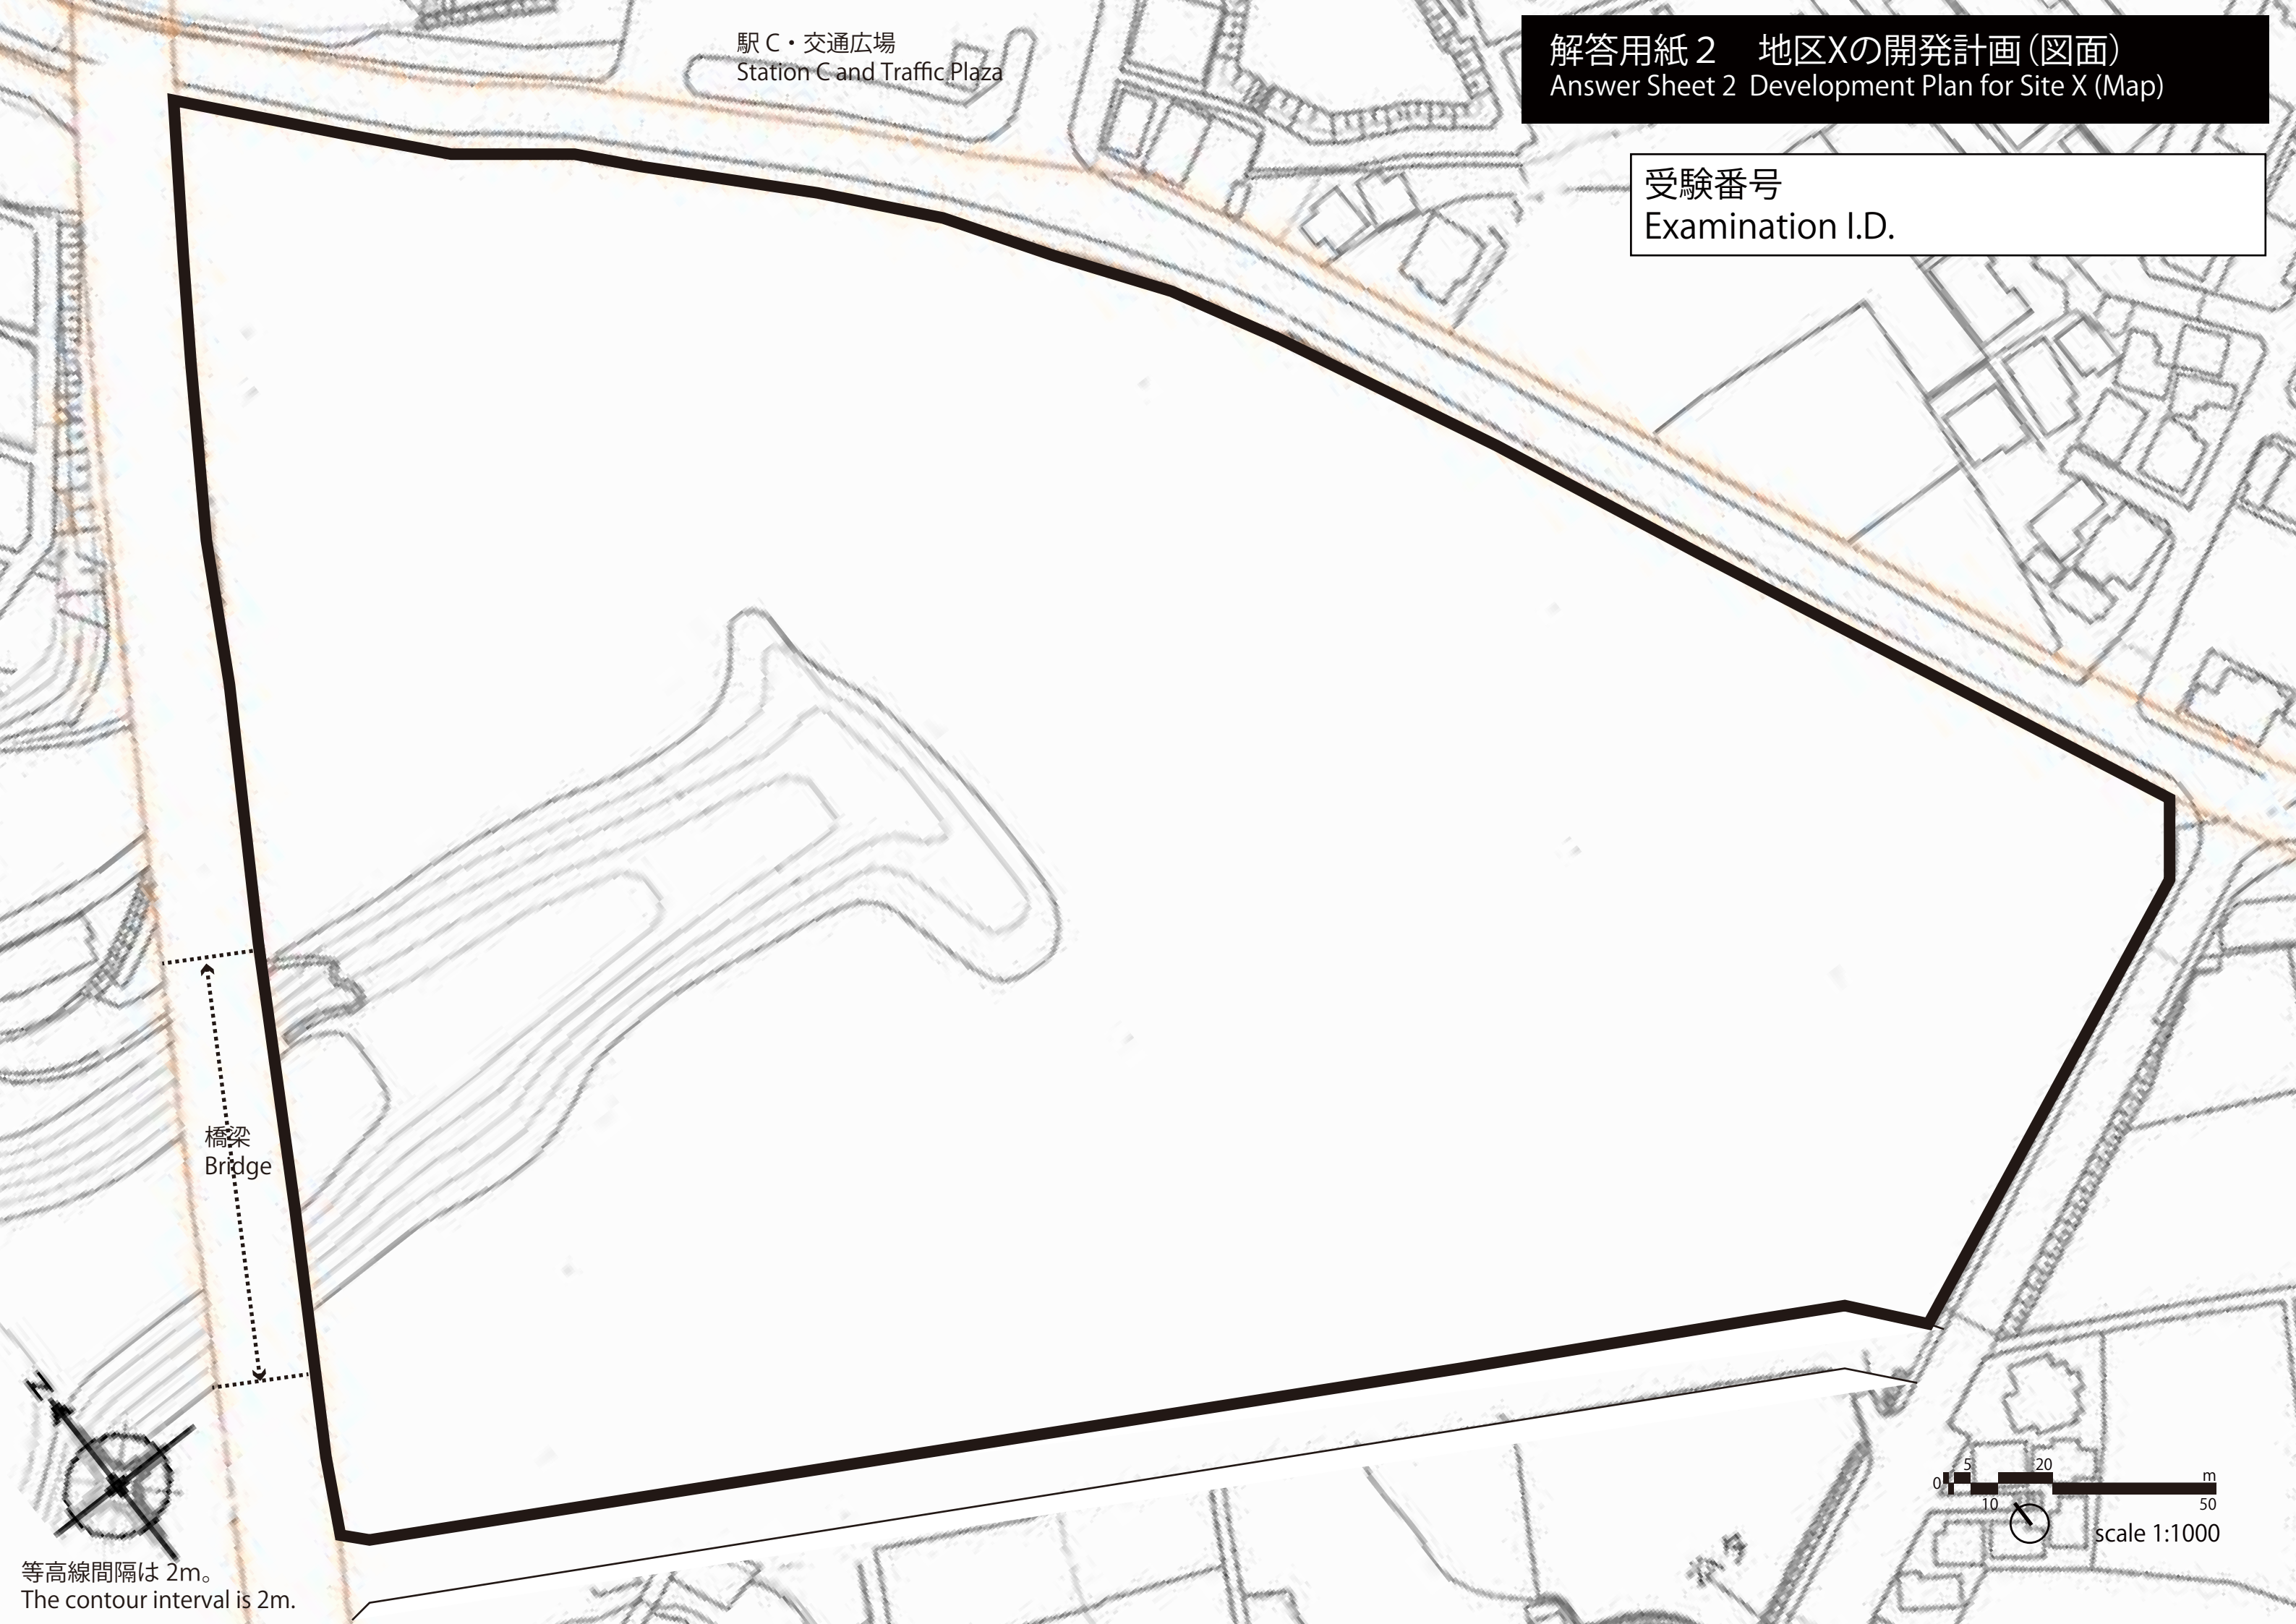 駅 C・交通広場
Station C and Traffic Plaza
解答用紙２　地区Xの開発計画（図面）
Answer Sheet 2 Development Plan for Site X (Map)
受験番号
Examination I.D.
橋梁
Bridge
N
等高線間隔は 2m。
The contour interval is 2m.
0 5 20 m
10 50
scale 1:1000